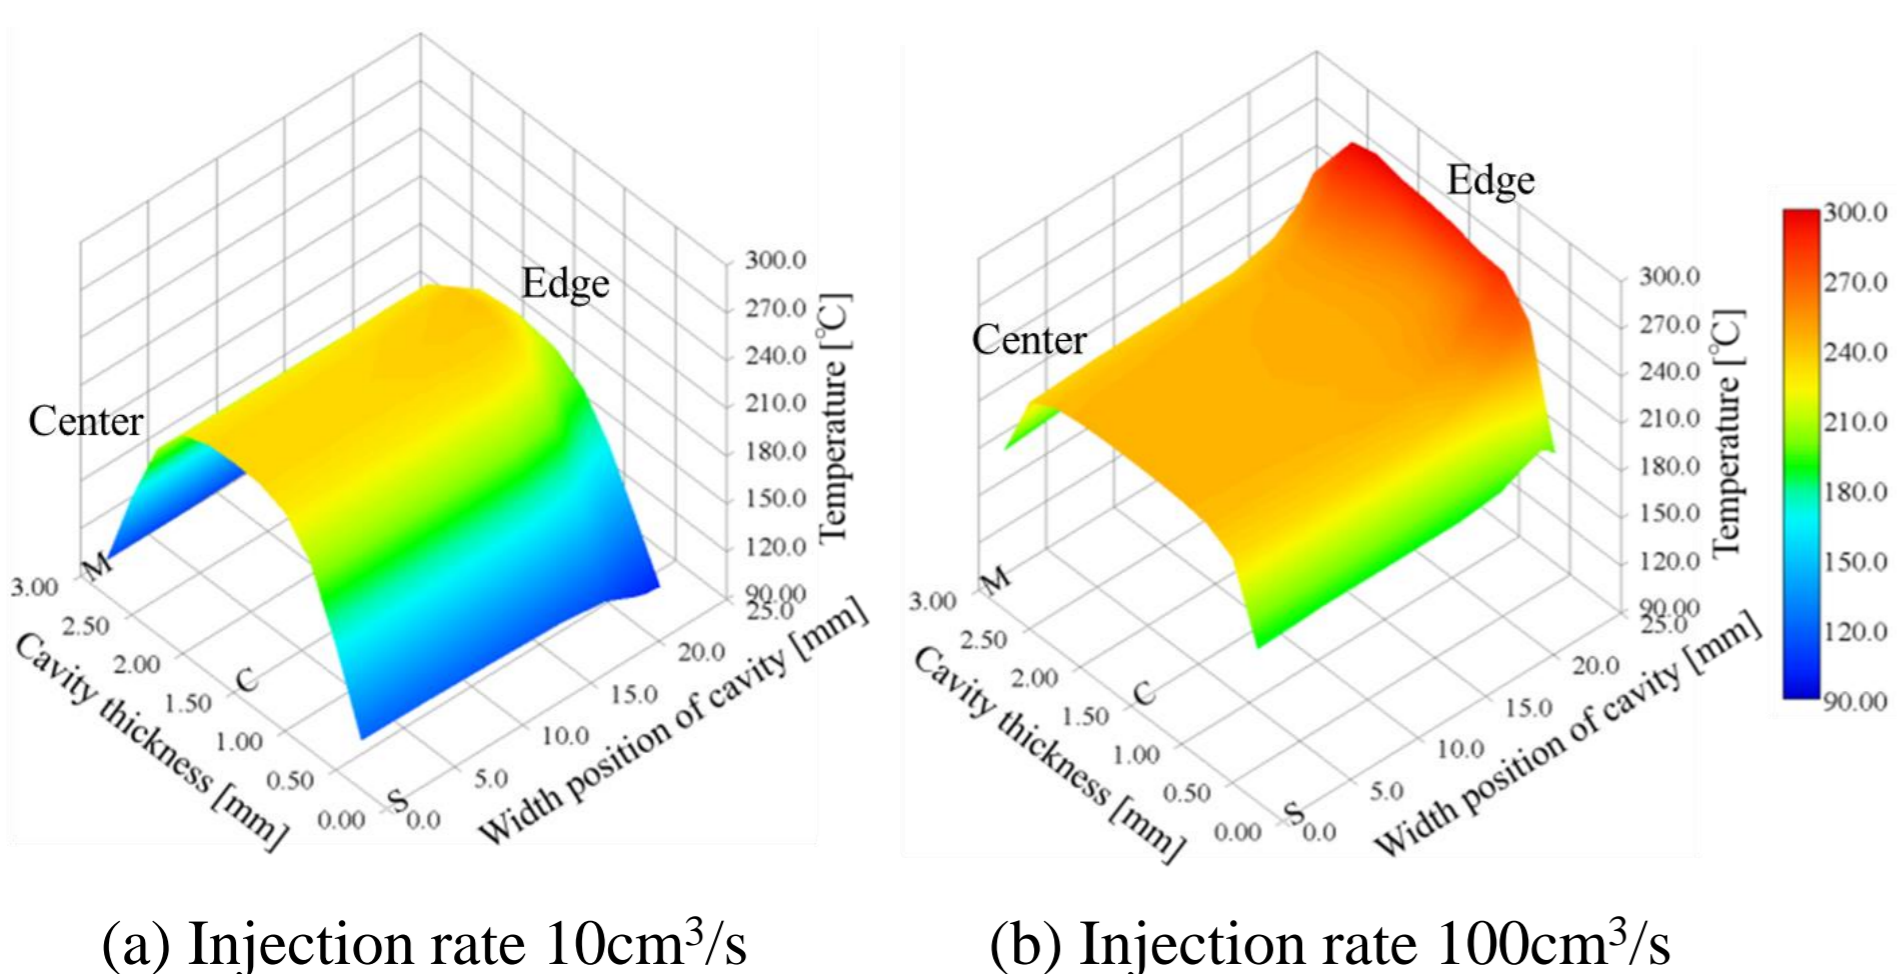 Center
Edge
300.0
270.0
240.0
210.0
180.0
150.0
120.0
90.00
Temperature [℃]
3.00
2.50
2.00
1.50
1.00
0.50
0.00
M
C
S
Cavity thickness [mm]
0.0
5.0
10.0
15.0
20.0
25.0
Width position of cavity [mm]
(a) Injection rate 10cm³/s
Center
Edge
300.0
270.0
240.0
210.0
180.0
150.0
120.0
90.00
Temperature [℃]
3.00
2.50
2.00
1.50
1.00
0.50
0.00
M
C
S
Cavity thickness [mm]
0.0
5.0
10.0
15.0
20.0
25.0
Width position of cavity [mm]
(b) Injection rate 100cm³/s
300.0
270.0
240.0
210.0
180.0
150.0
120.0
90.00